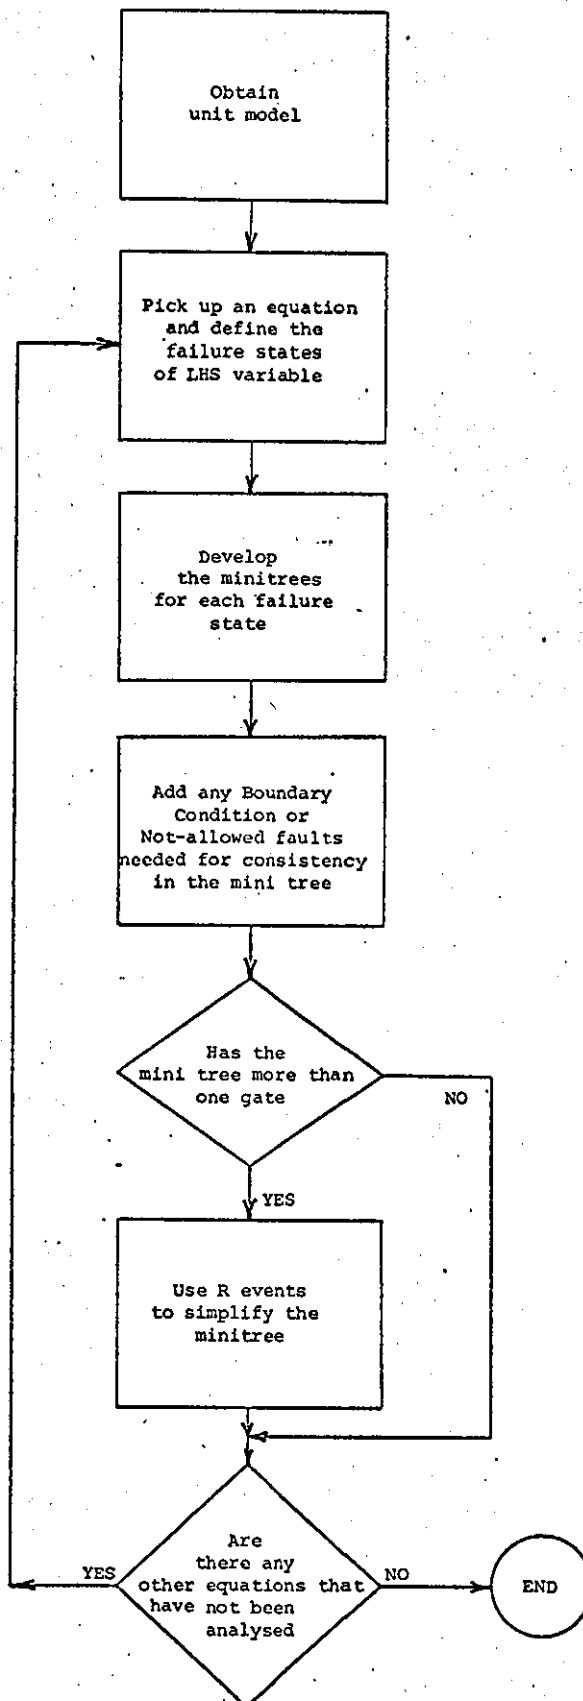 Obtain
unit model
Pick up an equation
and define the
failure states
of LHS variable
Develop
the minitrees
for each failure
state
Add any Boundary
Condition or
Not-allowed faults
needed for consistency
in the mini tree
Has the
mini tree more than
one gate
NO
YES
Use R events
to simplify the
minitree
Are
there any
other equations that
have not been
analysed
YES
NO
END